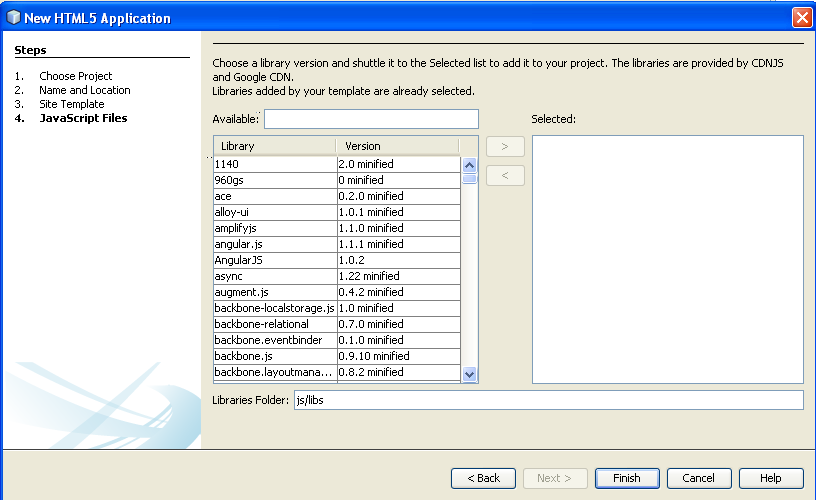 New HTML5 Application
Steps
1. Choose Project
2. Name and Location
3. Site Template
4. JavaScript Files
Choose a library version and shuttle it to the Selected list to add it to your project. The libraries are provided by CDNJS
and Google CDN.
Libraries added by your template are already selected.
Available:
Selected:
Library Version
1140 2.0 minified
960gs 0 minified
ace 0.2.0 minified
alloy-ui 1.0.1 minified
amplifyjs 1.1.0 minified
angular.js 1.1.1 minified
AngularJS 1.0.2
async 1.22 minified
augment.js 0.4.2 minified
backbone-localstorage.js 1.0 minified
backbone-relational 0.7.0 minified
backbone.eventbinder 0.1.0 minified
backbone.js 0.9.10 minified
backbone.layoutmana... 0.8.2 minified
>
<
Libraries Folder: js/libs
< Back Next > Finish Cancel Help